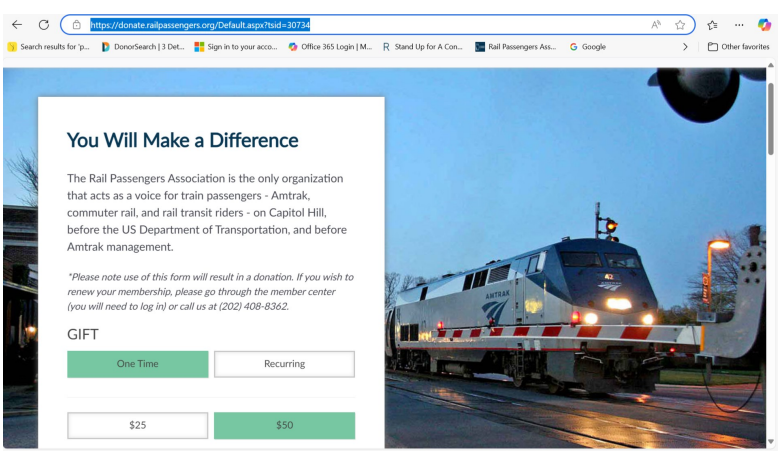 https://donate.railpassengers.org/Default.aspx?tsid=30734
Search results for 'p...
DonorSearch | 3 Det...
Sign in to your acco...
Office 365 Login | M...
R Stand Up for A Con...
Rail Passengers Ass...
G Google
Other favorites
You Will Make a Difference
The Rail Passengers Association is the only organization
that acts as a voice for train passengers - Amtrak,
commuter rail, and rail transit riders - on Capitol Hill,
before the US Department of Transportation, and before
Amtrak management.
*Please note use of this form will result in a donation. If you wish to
renew your membership, please go through the member center
(you will need to log in) or call us at (202) 408-8362.
GIFT
One Time
Recurring
$25
$50
AMTRAK